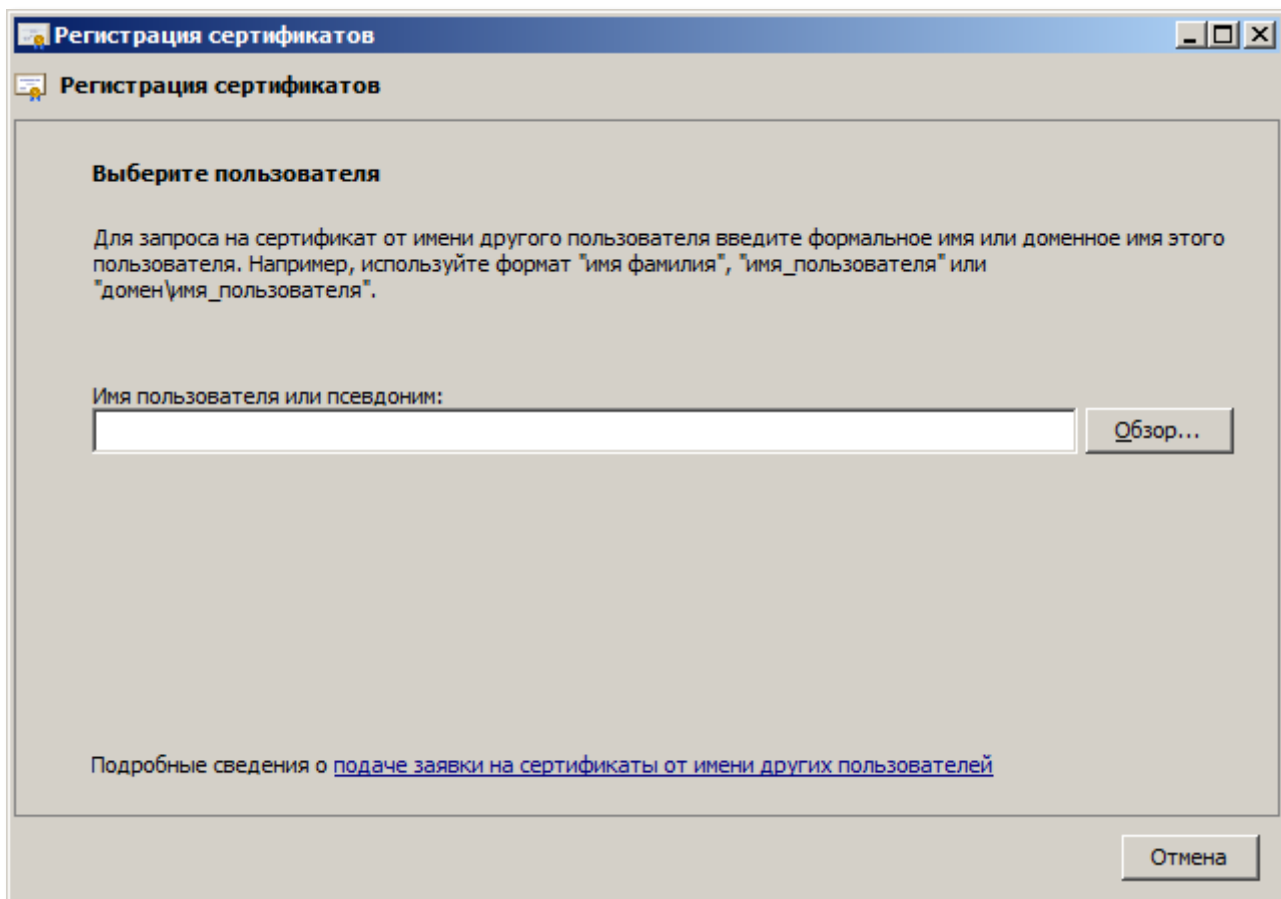 Регистрация сертификатов
Регистрация сертификатов
Выберите пользователя
Для запроса на сертификат от имени другого пользователя введите формальное имя или доменное имя этого
пользователя. Например, используйте формат "имя фамилия", "имя_пользователя" или
"домен\имя_пользователя".
Имя пользователя или псевдоним:
Обзор...
Подробные сведения о подаче заявки на сертификаты от имени других пользователей
Отмена